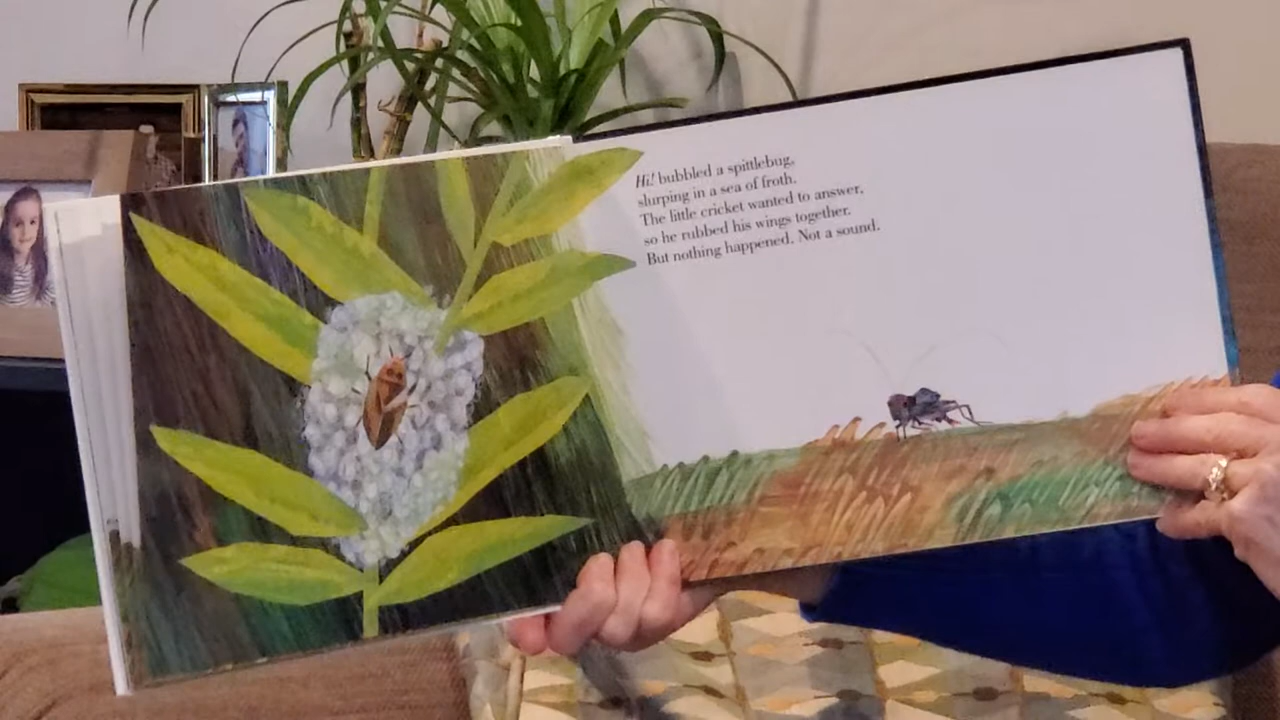 Hi! bubbled a spittlebug,
slurping in a sea of froth.
The little cricket wanted to answer,
so he rubbed his wings together.
But nothing happened. Not a sound.